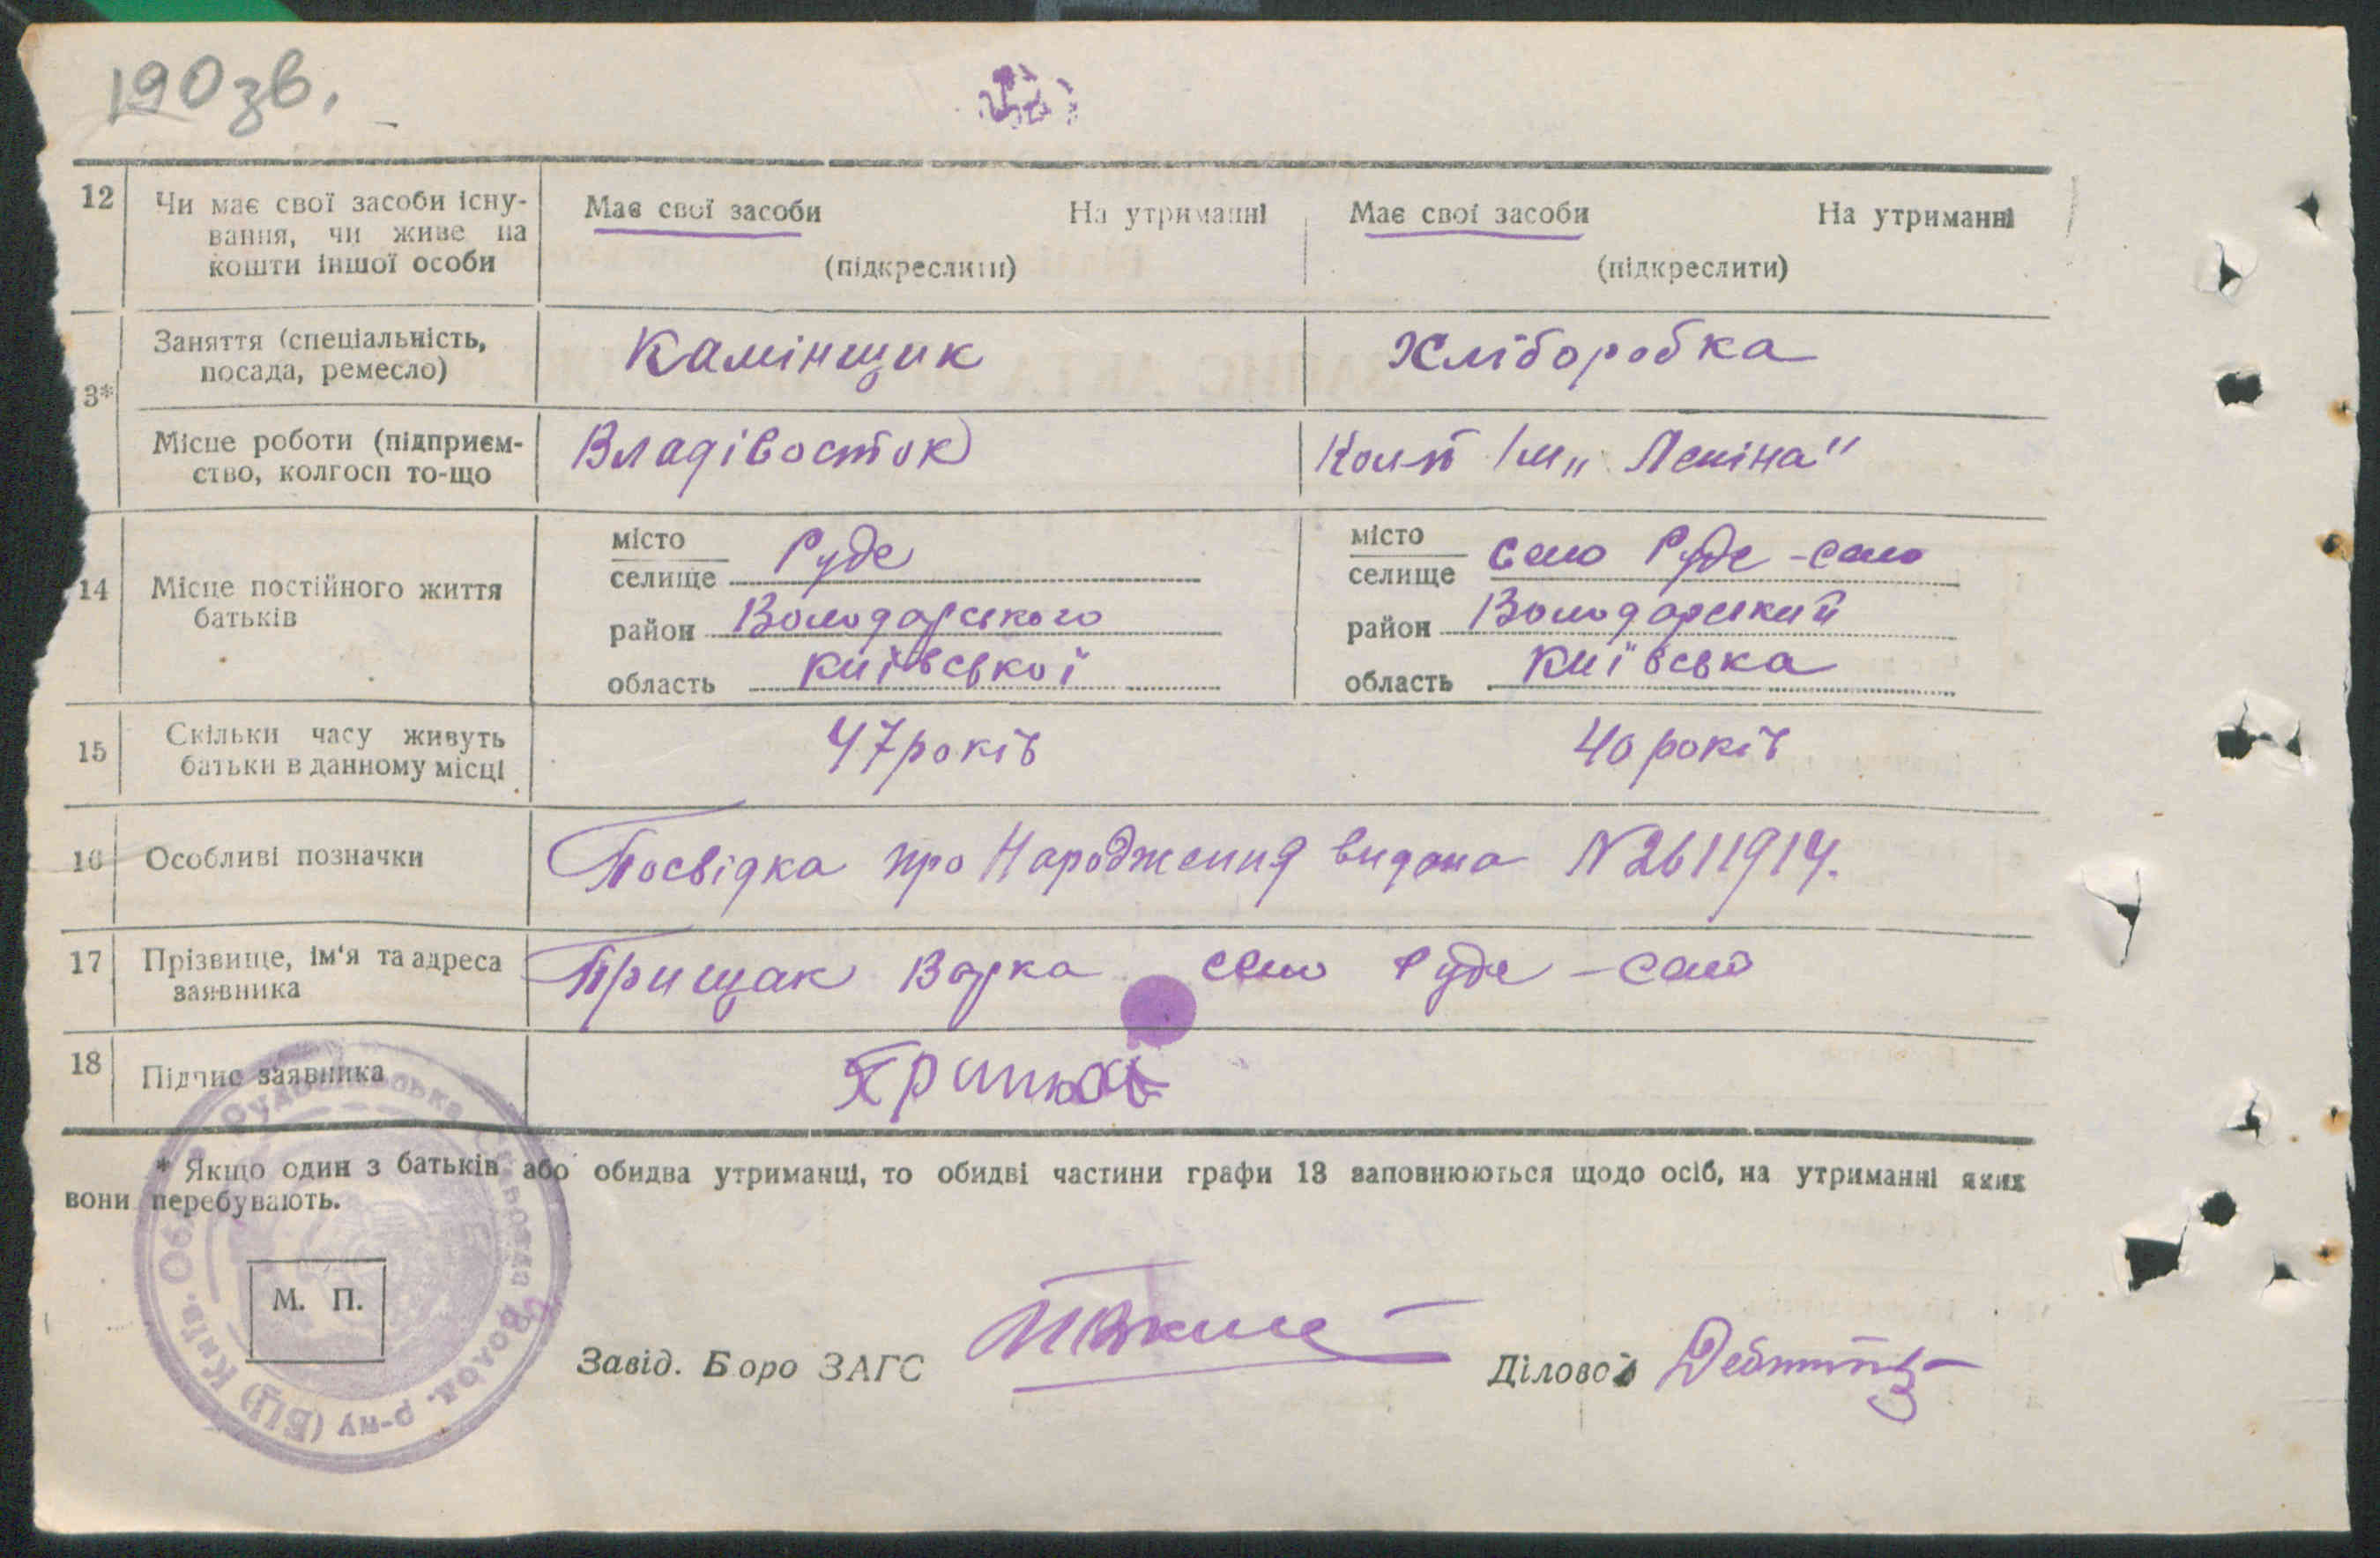 190 зв.
12 Чи має свої засоби існу- Має свої засоби На утриманні Має свої засоби На утриманні
вання, чи живе на
кошти іншої особи (підкреслити) (підкреслити)
Заняття (спеціальність, Камінщик Хліборобка
посада, ремесло)
3*
Місце роботи (підприєм- Владівосток Колг Ім „Леніна"
ство, колгосп то-що
місто Руде місто село Руде-село
селище селище
14 Місце постійного життя район Володарського район Володарський
батьків
область київської область київська
15 Скільки часу живуть 47 років 40 років
батьки в данному місці
16 Особливі позначки Посвідка про Народження видана N 2611914.
17 Прізвище, ім'я та адреса Прищак Варка село Руде-село
заявника
18 Підпис заявника
* Якщо один з батьків або обидва утриманці, то обидві частини графи 13 заповнюються щодо осіб, на утриманні яких
вони перебувають.
М. П.
Завід. Бюро ЗАГС Діловод